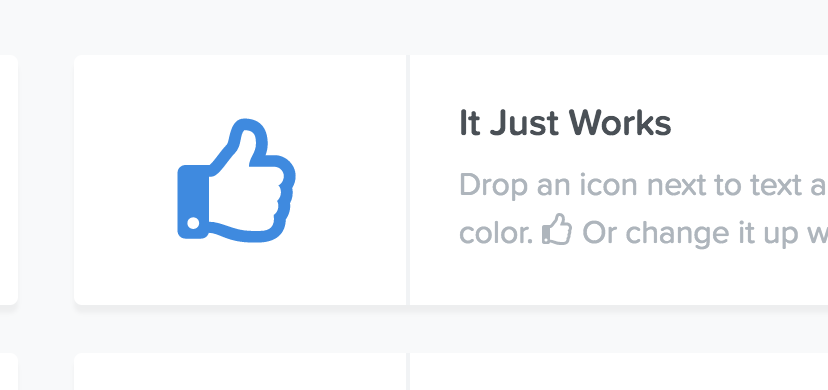 It Just Works
Drop an icon next to text a
color. Or change it up w